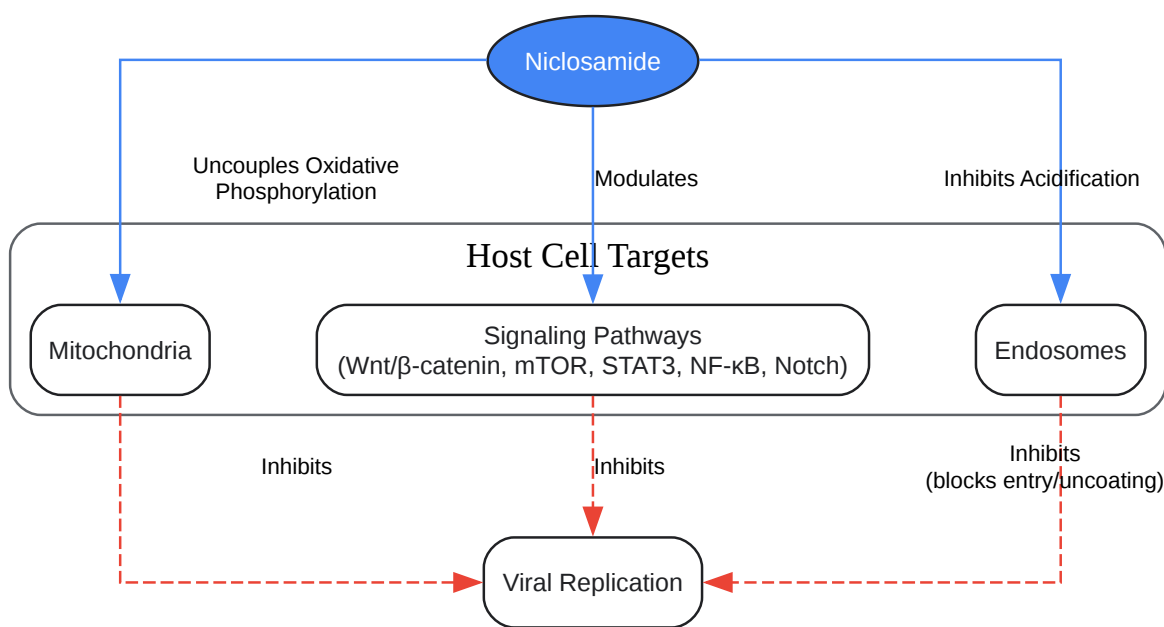 Niclosamide
Uncouples Oxidative
Phosphorylation
Modulates
Inhibits Acidification
Host Cell Targets
Mitochondria
Signaling Pathways
(Wnt/β-catenin, mTOR, STAT3, NF-κB, Notch)
Endosomes
Inhibits
Inhibits
Inhibits
(blocks entry/uncoating)
Viral Replication